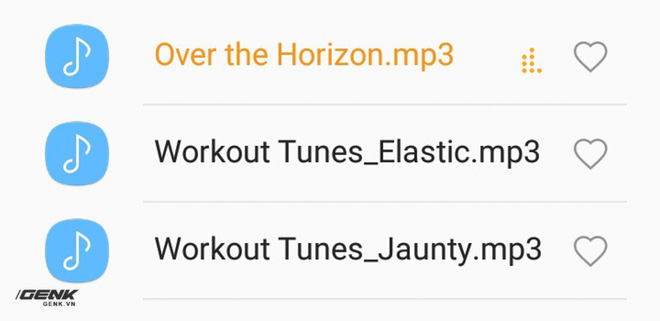 Over the Horizon.mp3
Workout Tunes_Elastic.mp3
Workout Tunes_Jaunty.mp3
GENK
GENK.VN